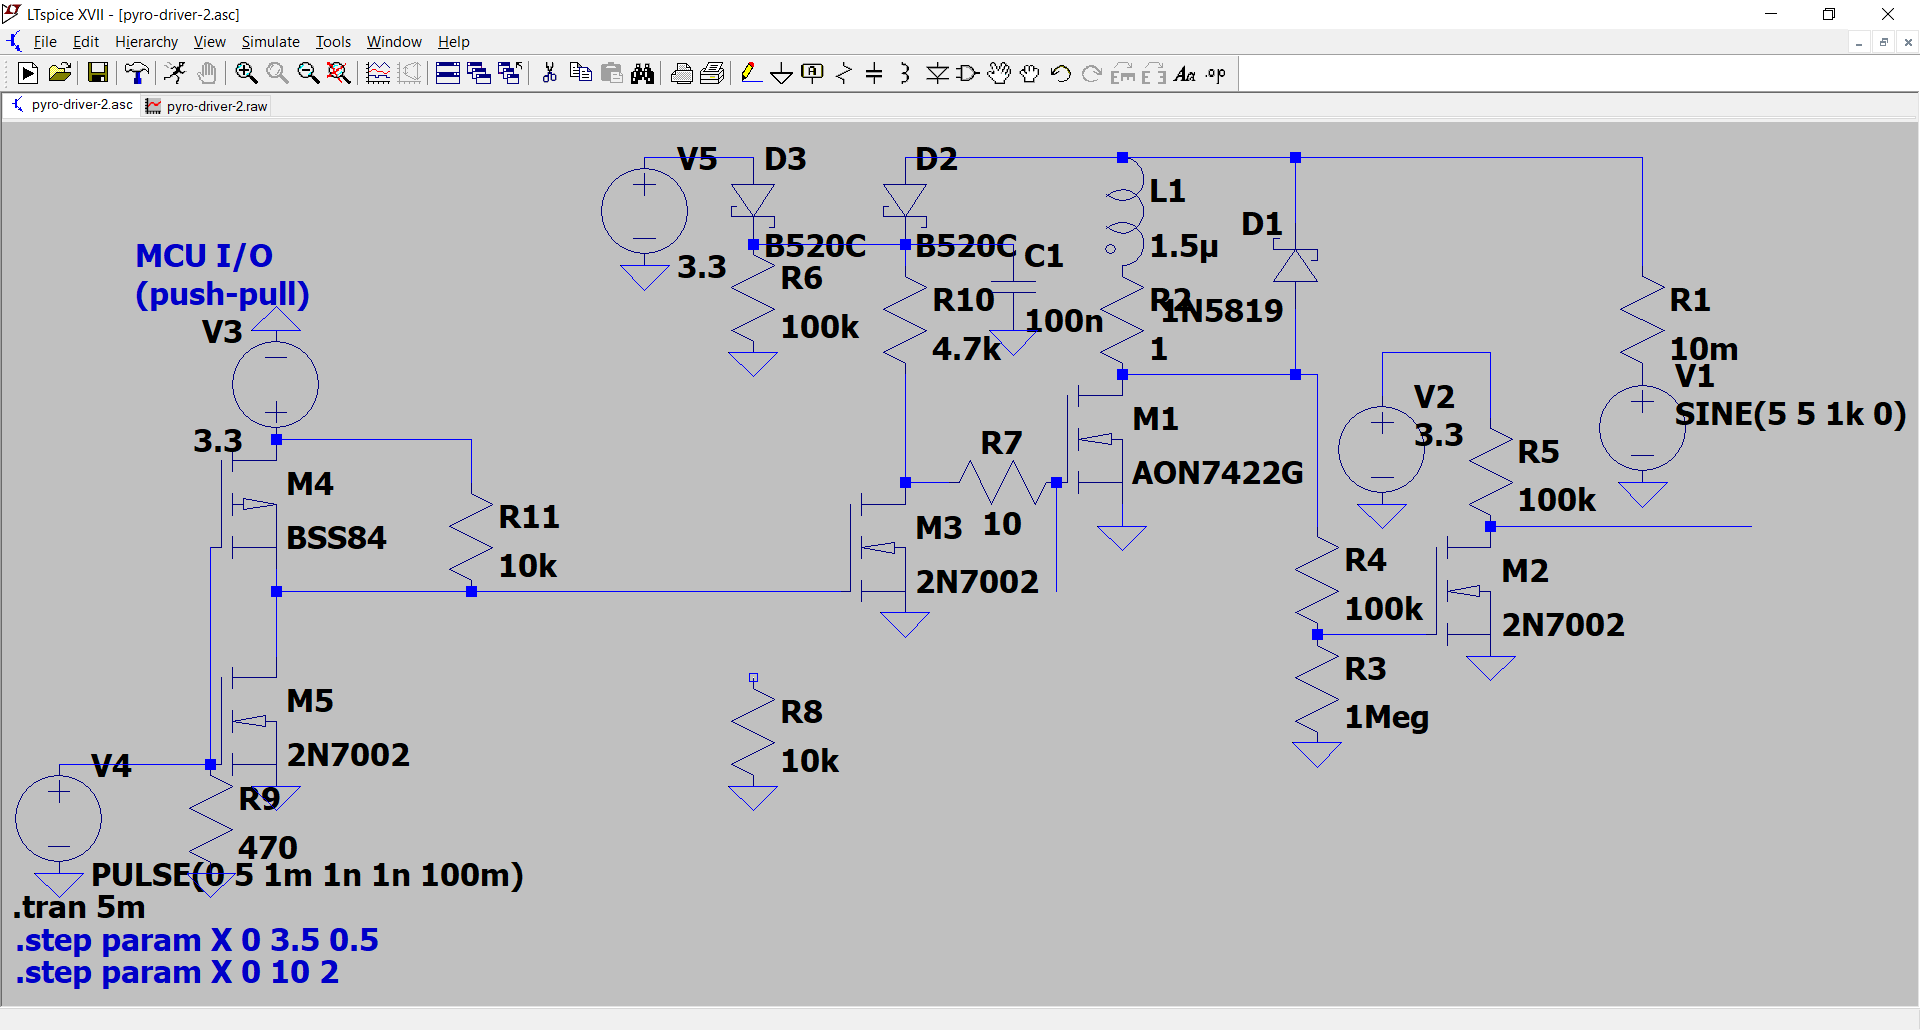 LTspice XVII - [pyro-driver-2.asc]
File Edit Hierarchy View Simulate Tools Window Help
Aa .op
pyro-driver-2.asc pyro-driver-2.raw
MCU I/O
(push-pull)
V3
3.3
M4
BSS84
R11
10k
M5
2N7002
V4
R9
470
PULSE(0 5 1m 1n 1n 100m)
.tran 5m
.step param X 0 3.5 0.5
.step param X 0 10 2
V5
3.3
D3
B520C
R6
100k
D2
B520C
R10
4.7k
C1
100n
M3
2N7002
R7
10
R8
10k
L1
1.5µ
R2
1
D1
1N5819
M1
AON7422G
R4
100k
R3
1Meg
V2
3.3
R5
100k
M2
2N7002
R1
10m
V1
SINE(5 5 1k 0)